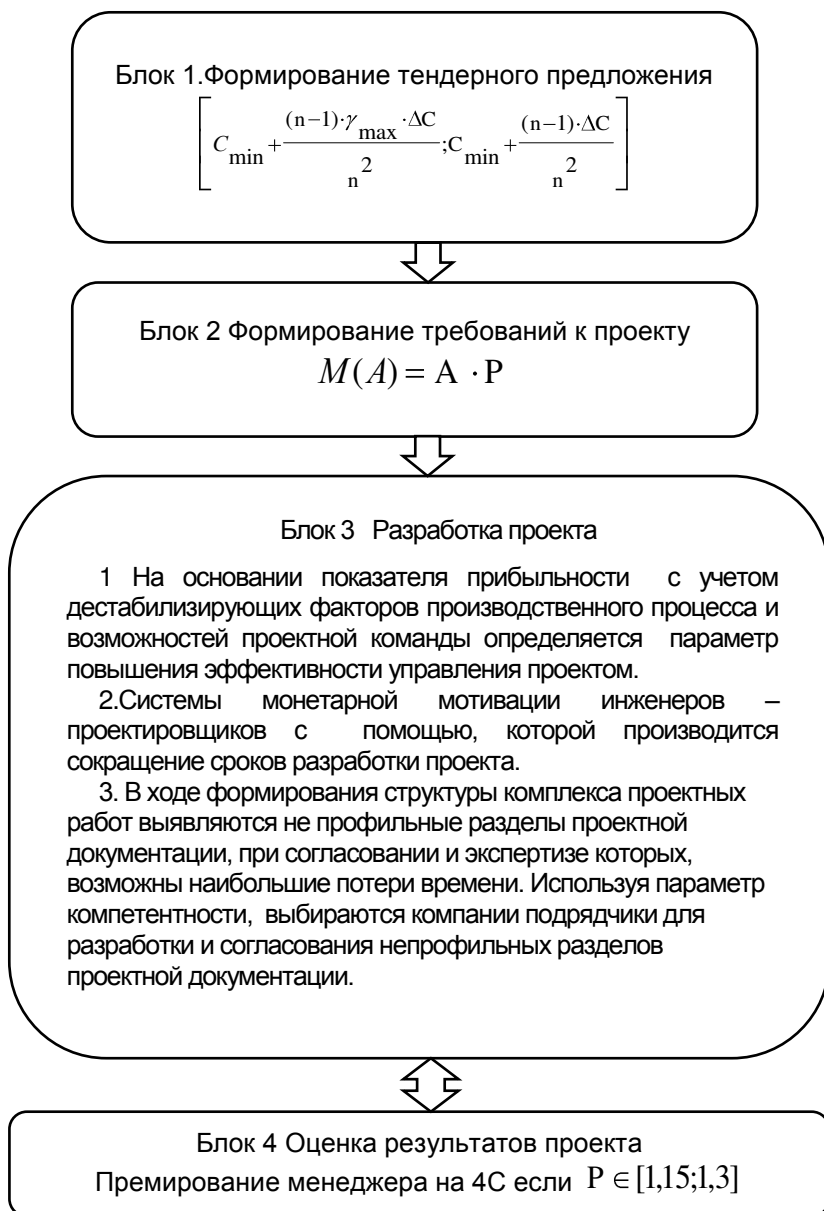 Блок 1.Формирование тендерного предложения
[C_min + (n−1)·γ_max·ΔC / n^2 ; C_min + (n−1)·ΔC / n^2]
Блок 2 Формирование требований к проекту
M(A) = A · P
Блок 3 Разработка проекта
1 На основании показателя прибыльности с учетом
дестабилизирующих факторов производственного процесса и
возможностей проектной команды определяется параметр
повышения эффективности управления проектом.
2.Системы монетарной мотивации инженеров –
проектировщиков с помощью, которой производится
сокращение сроков разработки проекта.
3. В ходе формирования структуры комплекса проектных
работ выявляются не профильные разделы проектной
документации, при согласовании и экспертизе которых,
возможны наибольшие потери времени. Используя параметр
компетентности, выбираются компании подрядчики для
разработки и согласования непрофильных разделов
проектной документации.
Блок 4 Оценка результатов проекта
Премирование менеджера на 4С если P ∈ [1,15;1,3]